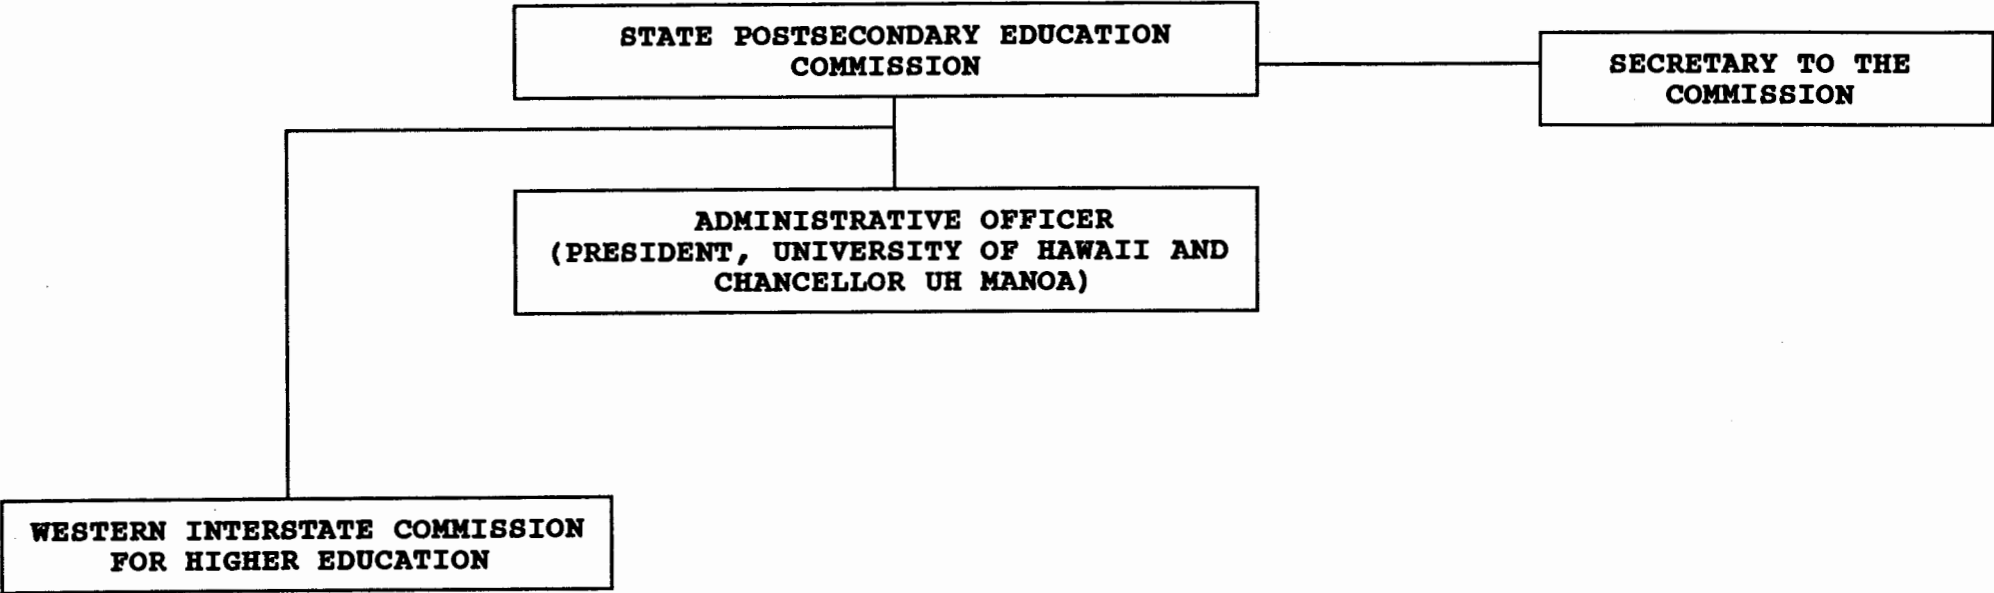 STATE POSTSECONDARY EDUCATION
COMMISSION
SECRETARY TO THE
COMMISSION
ADMINISTRATIVE OFFICER
(PRESIDENT, UNIVERSITY OF HAWAII AND
CHANCELLOR UH MANOA)
WESTERN INTERSTATE COMMISSION
FOR HIGHER EDUCATION